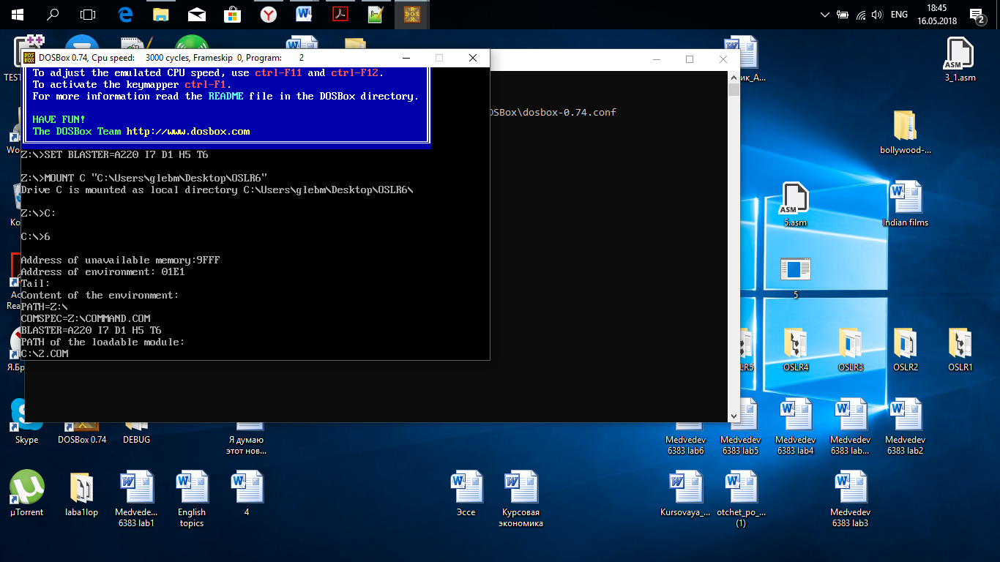 ENG
18:45
16.05.2018
2
DOSBox 0.74, Cpu speed: 3000 cycles, Frameskip 0, Program: 2
To adjust the emulated CPU speed, use ctrl-F11 and ctrl-F12.
To activate the keymapper ctrl-F1.
For more information read the README file in the DOSBox directory.
HAVE FUN!
The DOSBox Team http://www.dosbox.com
Z:\>SET BLASTER=A220 I7 D1 H5 T6
Z:\>MOUNT C "C:\Users\glebm\Desktop\OSLR6"
Drive C is mounted as local directory C:\Users\glebm\Desktop\OSLR6\
Z:\>C:
C:\>6
Address of unavailable memory:9FFF
Address of environment: 01E1
Tail:
Content of the environment:
PATH=Z:\
COMSPEC=Z:\COMMAND.COM
BLASTER=A220 I7 D1 H5 T6
PATH of the loadable module:
C:\2.COM
OSBox\dosbox-0.74.conf
ик_A...
ASM
3_1.asm
bollywood-...
ASM
5.asm
Indian films
5
LR5
OSLR4
OSLR3
OSLR2
OSLR1
TEST
Wo
Ko
Ac
Rea
Я.Бр
Skype
DOSBox 0.74
DEBUG
Я думаю
этот нов...
Medvedev
6383 lab6
Medvedev
6383 lab5
Medvedev
6383 lab4
Medvedev
6383 lab...
Medvedev
6383 lab2
µTorrent
laba1lop
Medvede...
6383 lab1
English
topics
4
Эссе
Курсовая
экономика
Kursovaya_...
otchet_po_...
(1)
Medvedev
6383 lab3